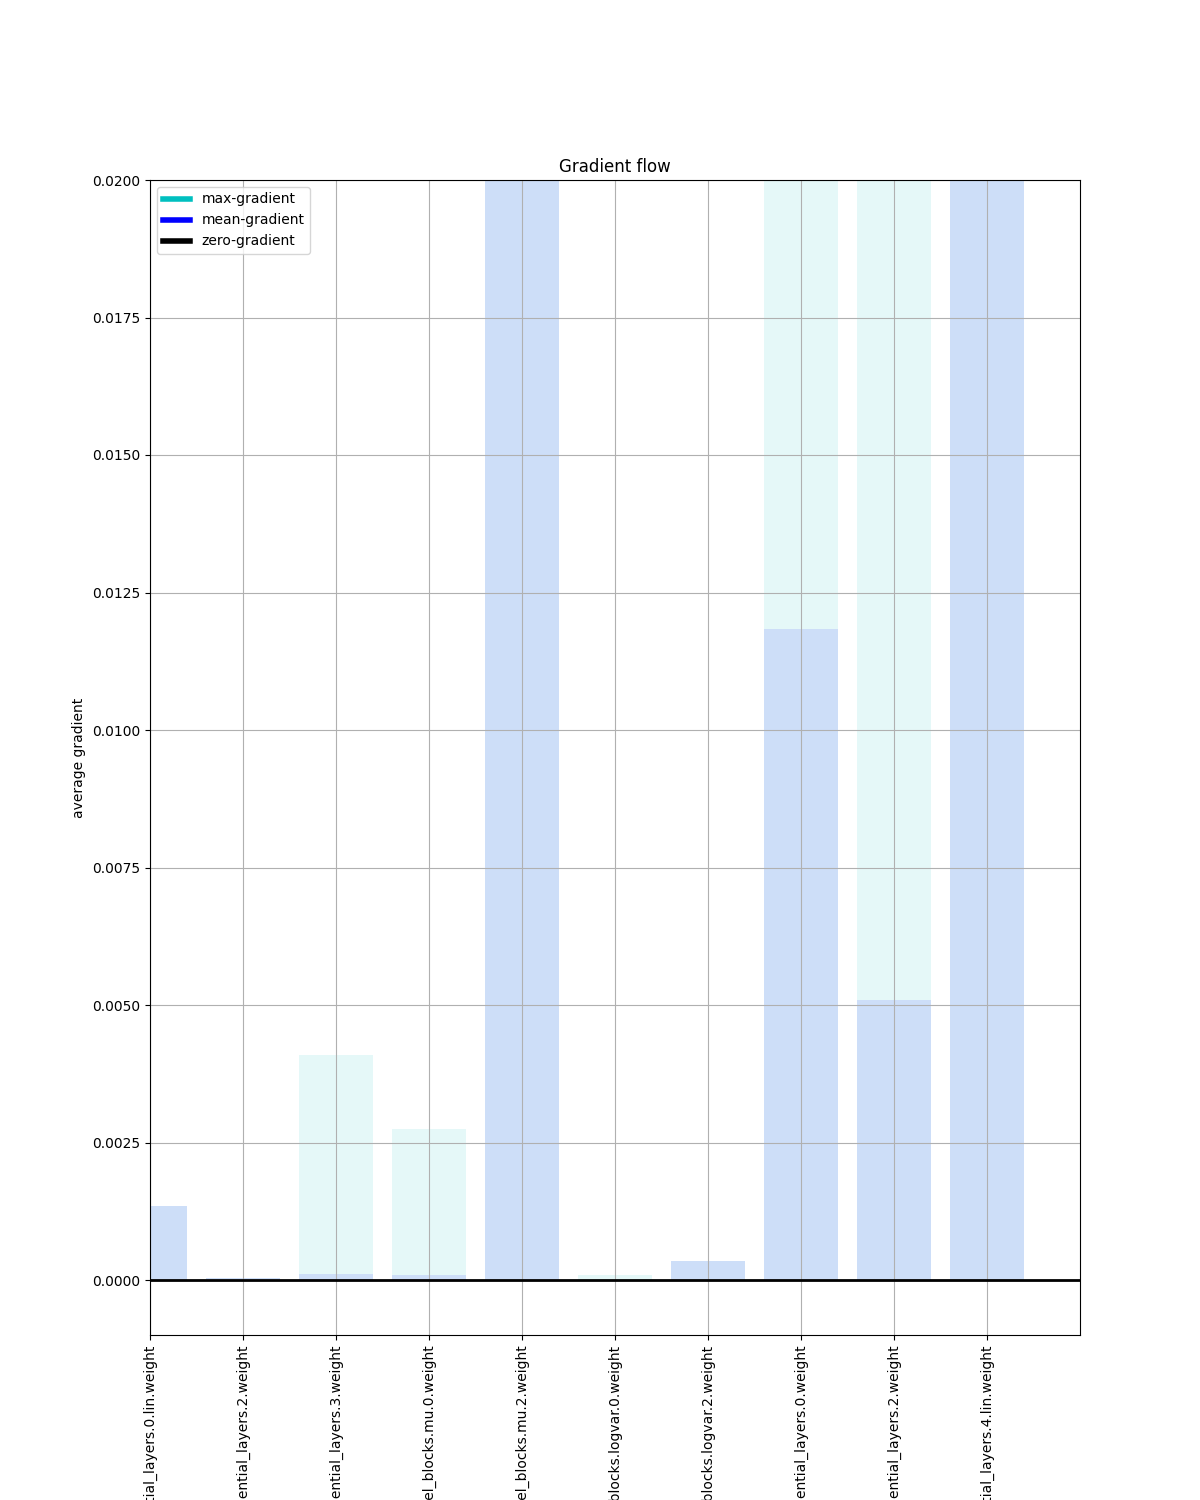 Gradient flow
max-gradient
mean-gradient
zero-gradient
average gradient
0.0200
0.0175
0.0150
0.0125
0.0100
0.0075
0.0050
0.0025
0.0000
tial_layers.0.lin.weight
ential_layers.2.weight
ential_layers.3.weight
el_blocks.mu.0.weight
el_blocks.mu.2.weight
blocks.logvar.0.weight
blocks.logvar.2.weight
ential_layers.0.weight
ential_layers.2.weight
tial_layers.4.lin.weight